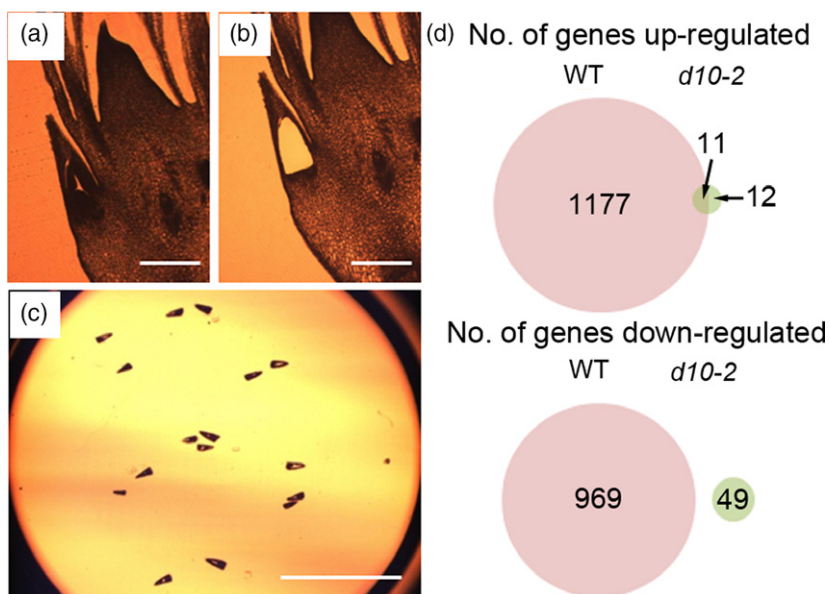 (a)
(b)
(c)
(d)
No. of genes up-regulated
WT d10-2
11
1177
12
No. of genes down-regulated
WT d10-2
969
49